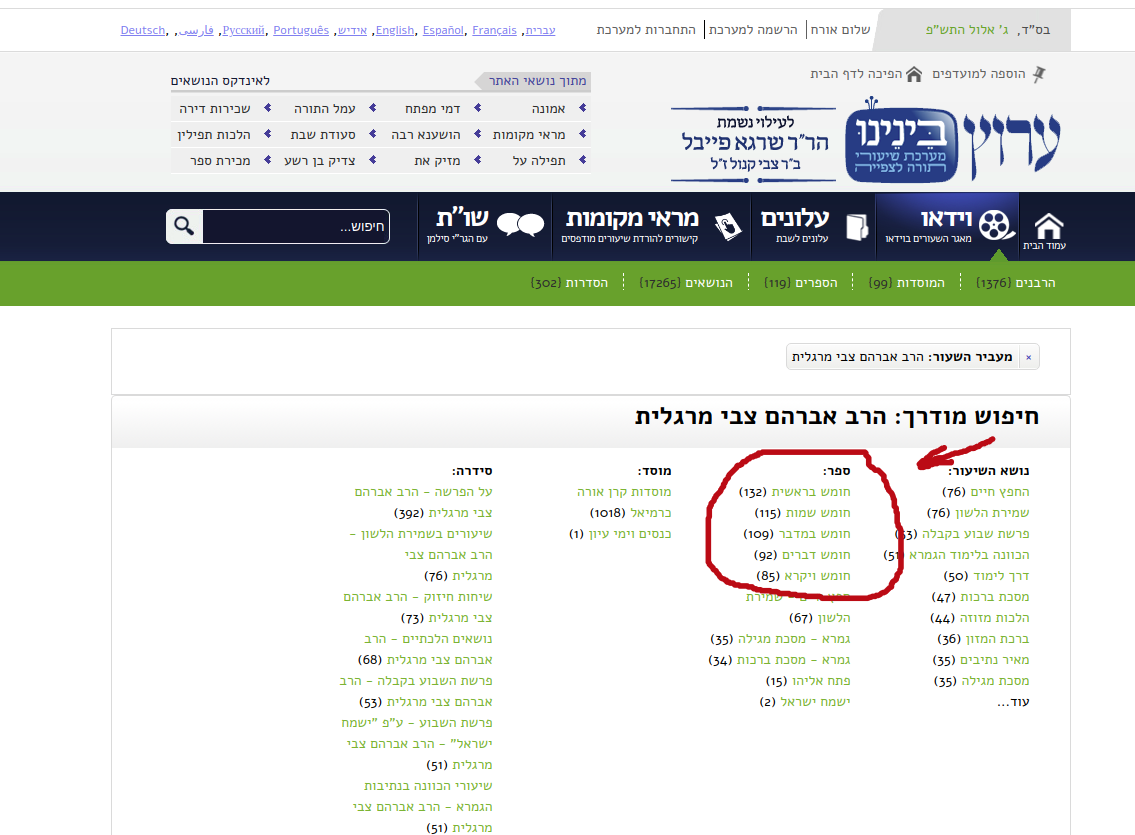 בס"ד, ג' אלול התש"פ
שלום אורח | הרשמה למערכת | התחברות למערכת
עברית, Français, Español, English, אידיש, Português, Русский, فارسی, , Deutsch
הוספה למועדפים
הפיכה לדף הבית
ערוץ
בינינו
מערכת שיעורי
תורה לצפייה
לעילוי נשמת
הר"ר שרגא פייבל
ב"ר צבי קנול ז"ל
מתוך נושאי האתר
לאינדקס הנושאים
אמונה
דמי מפתח
עמל התורה
שכירות דירה
מראי מקומות
הושענא רבה
סעודת שבת
הלכות תפילין
תפילה על
מזיק את
צדיק בן רשע
מכירת ספר
עמוד הבית
וידאו
מאגר השעורים בוידאו
עלונים
עלונים לשבת
מראי מקומות
קישורים להורדת שיעורים מודפסים
שו"ת
עם הגר"י סילמן
חיפוש...
הרבנים (1376)
המוסדות (99)
הספרים (119)
הנושאים (17265)
הסדרות (302)
× מעביר השעור: הרב אברהם צבי מרגלית
חיפוש מודרך: הרב אברהם צבי מרגלית
נושא השיעור:
החפץ חיים (76)
שמירת הלשון (76)
פרשת שבוע בקבלה (53)
הכוונה בלימוד הגמרא (51)
דרך לימוד (50)
מסכת ברכות (47)
הלכות מזוזה (44)
ברכת המזון (36)
מאיר נתיבים (35)
מסכת מגילה (35)
עוד...
ספר:
חומש בראשית (132)
חומש שמות (115)
חומש במדבר (109)
חומש דברים (92)
חומש ויקרא (85)
שמירת
הלשון (67)
גמרא - מסכת מגילה (35)
גמרא - מסכת ברכות (34)
פתח אליהו (15)
ישמח ישראל (2)
מוסד:
מוסדות קרן אורה
כרמיאל (1018)
כנסים וימי עיון (1)
סידרה:
על הפרשה - הרב אברהם
צבי מרגלית (392)
שיעורים בשמירת הלשון -
הרב אברהם צבי
מרגלית (76)
שיחות חיזוק - הרב אברהם
צבי מרגלית (73)
נושאים הלכתיים - הרב
אברהם צבי מרגלית (68)
פרשת השבוע בקבלה - הרב
אברהם צבי מרגלית (53)
פרשת השבוע - ע"פ "ישמח
ישראל" - הרב אברהם צבי
מרגלית (51)
שיעורי הכוונה בנתיבות
הגמרא - הרב אברהם צבי
מרגלית (51)